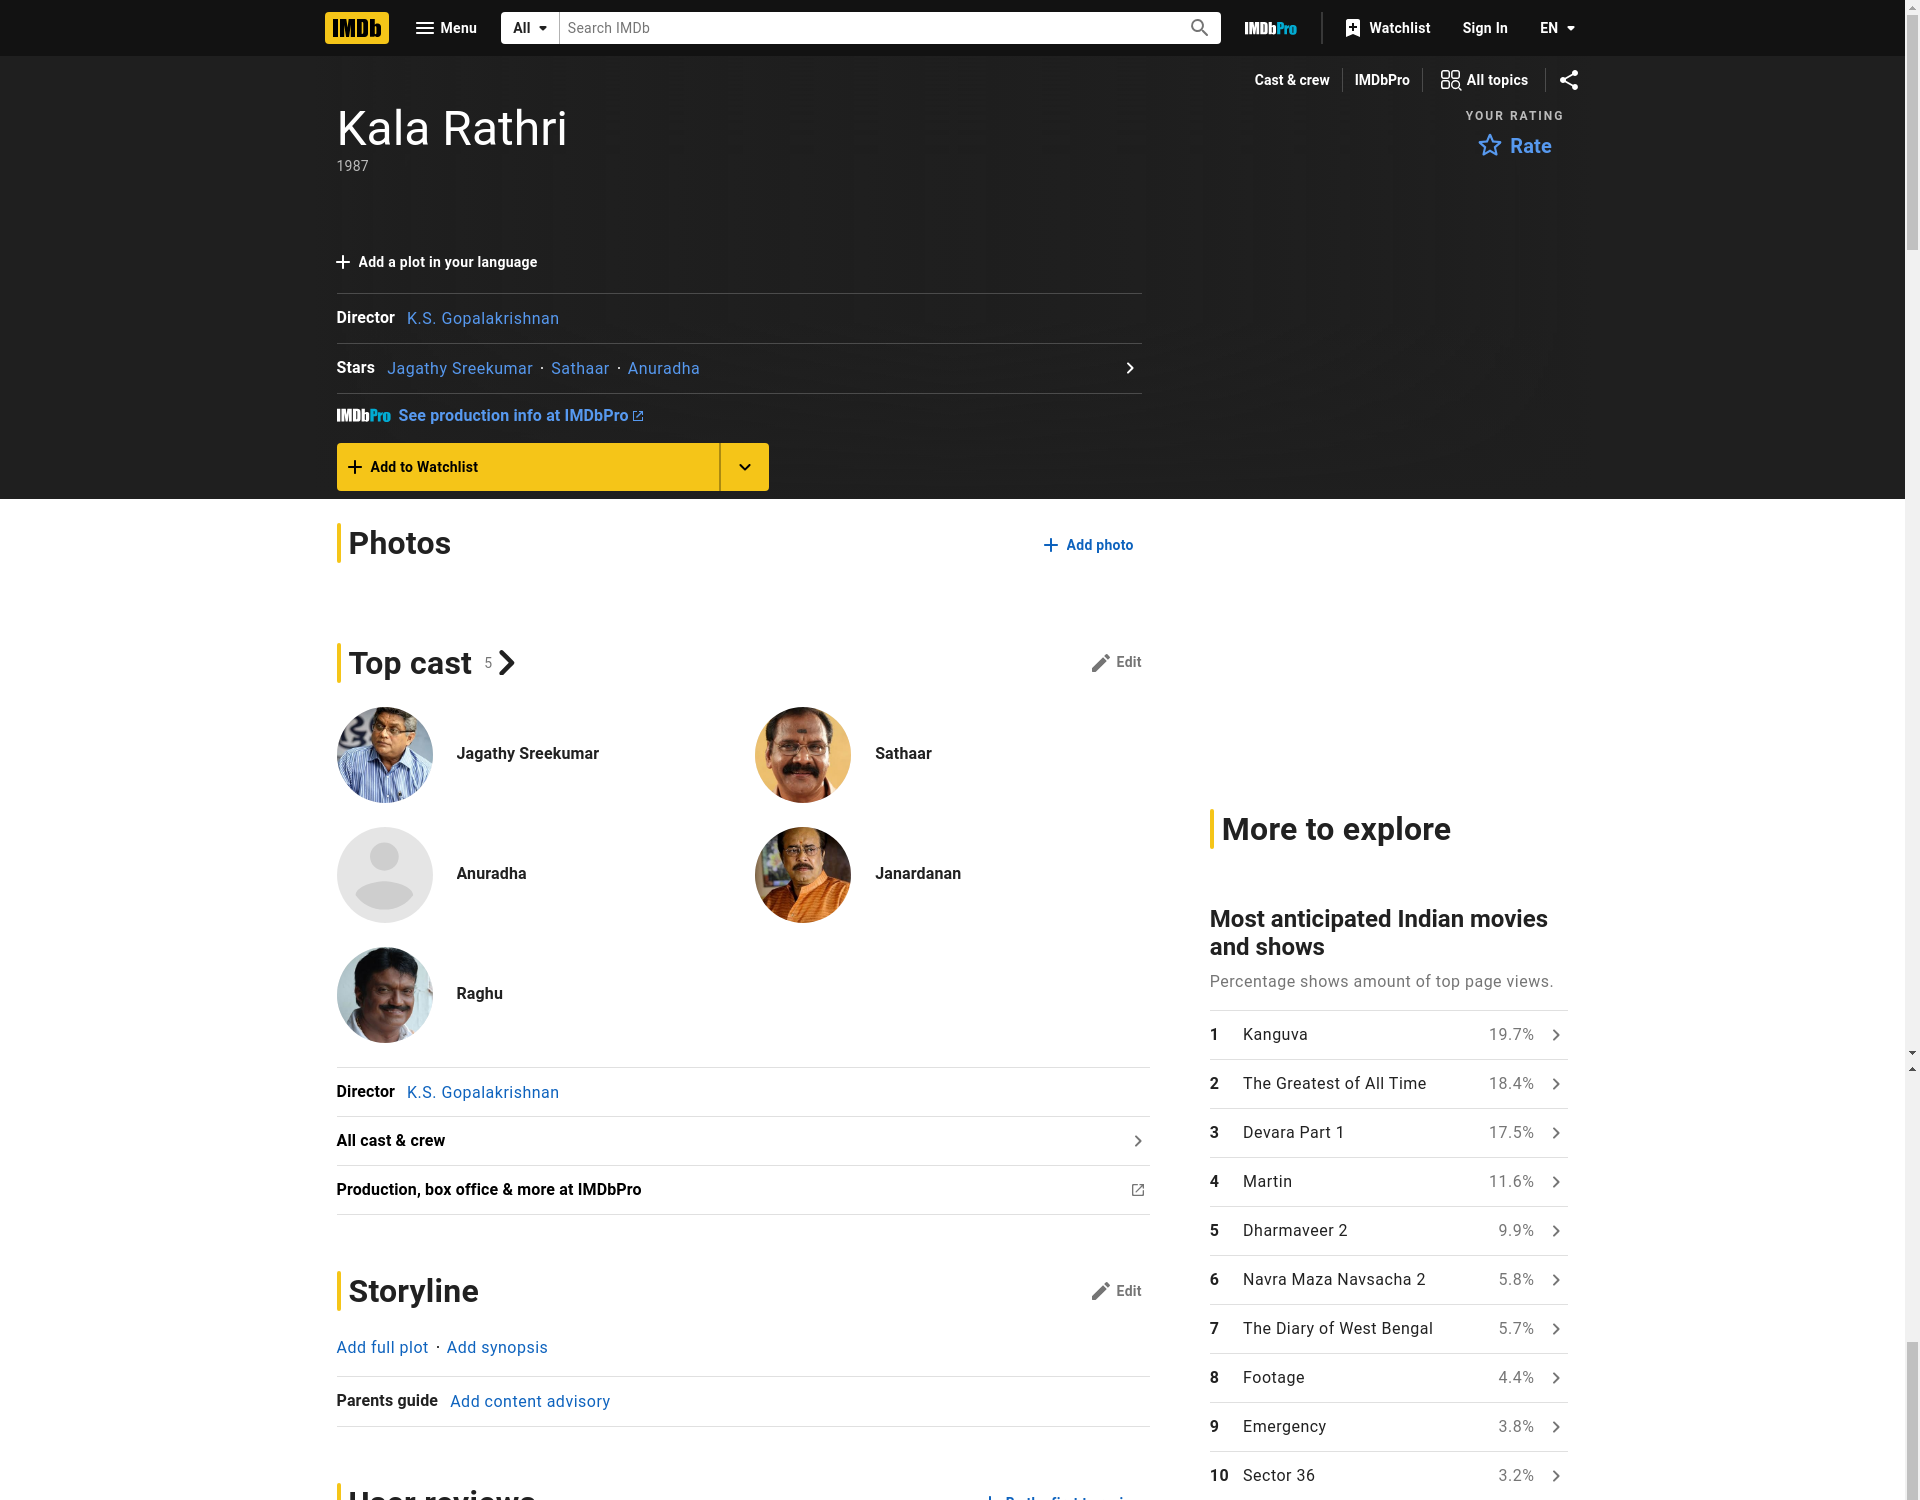 IMDb
Menu
All
Search IMDb
IMDbPro
Watchlist
Sign In
EN
Cast & crew
IMDbPro
All topics
Kala Rathri
1987
YOUR RATING
Rate
Add a plot in your language
Director K.S. Gopalakrishnan
Stars Jagathy Sreekumar · Sathaar · Anuradha
IMDbPro See production info at IMDbPro
Add to Watchlist
Photos
Add photo
Top cast 5
Edit
Jagathy Sreekumar
Sathaar
Anuradha
Janardanan
Raghu
Director K.S. Gopalakrishnan
All cast & crew
Production, box office & more at IMDbPro
Storyline
Edit
Add full plot · Add synopsis
Parents guide Add content advisory
User reviews
More to explore
Most anticipated Indian movies
and shows
Percentage shows amount of top page views.
1 Kanguva 19.7%
2 The Greatest of All Time 18.4%
3 Devara Part 1 17.5%
4 Martin 11.6%
5 Dharmaveer 2 9.9%
6 Navra Maza Navsacha 2 5.8%
7 The Diary of West Bengal 5.7%
8 Footage 4.4%
9 Emergency 3.8%
10 Sector 36 3.2%